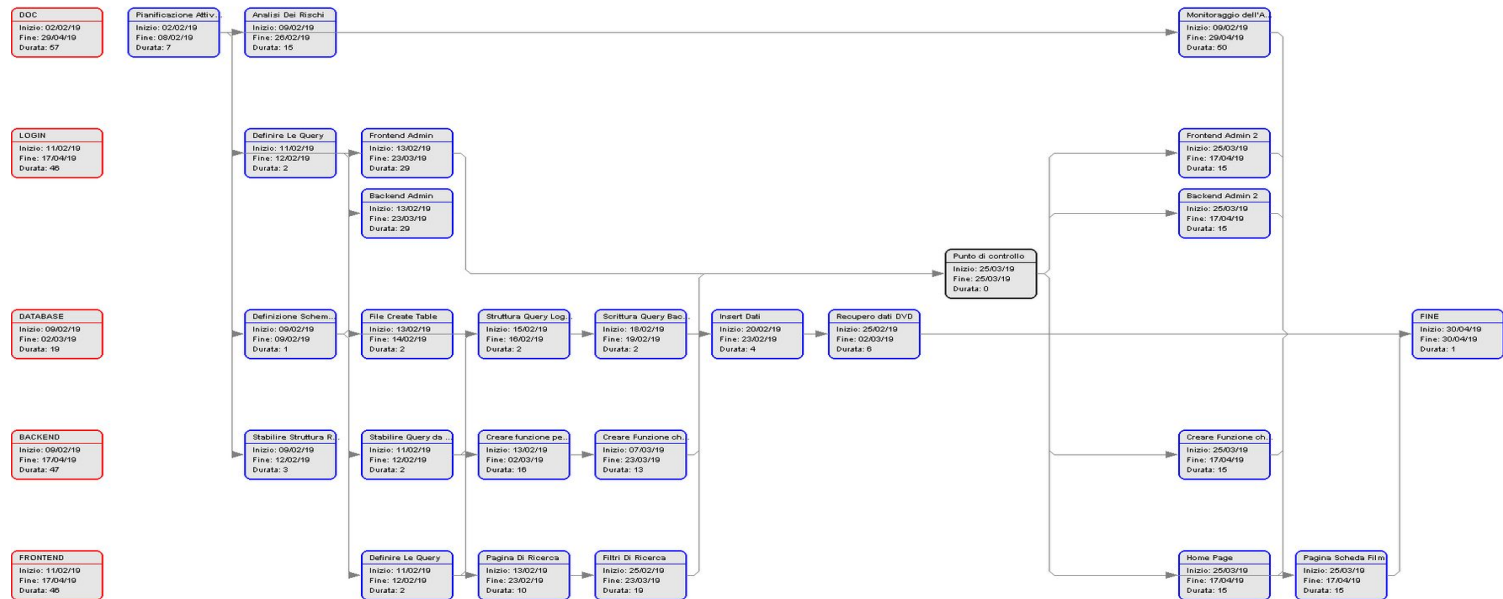 DOC
Inizio: 02/02/19
Fine: 29/04/19
Durata: 57
Pianificazione Attiv...
Inizio: 02/02/19
Fine: 08/02/19
Durata: 7
Analisi Dei Rischi
Inizio: 09/02/19
Fine: 26/02/19
Durata: 15
Monitoraggio dell'A...
Inizio: 09/02/19
Fine: 29/04/19
Durata: 50
LOGIN
Inizio: 11/02/19
Fine: 17/04/19
Durata: 46
Definire Le Query
Inizio: 11/02/19
Fine: 12/02/19
Durata: 2
Frontend Admin
Inizio: 13/02/19
Fine: 23/03/19
Durata: 29
Frontend Admin 2
Inizio: 25/03/19
Fine: 17/04/19
Durata: 15
Backend Admin
Inizio: 13/02/19
Fine: 23/03/19
Durata: 29
Backend Admin 2
Inizio: 25/03/19
Fine: 17/04/19
Durata: 15
Punto di controllo
Inizio: 25/03/19
Fine: 25/03/19
Durata: 0
DATABASE
Inizio: 09/02/19
Fine: 02/03/19
Durata: 19
Definizione Schem...
Inizio: 09/02/19
Fine: 09/02/19
Durata: 1
File Create Table
Inizio: 13/02/19
Fine: 14/02/19
Durata: 2
Struttura Query Log...
Inizio: 15/02/19
Fine: 16/02/19
Durata: 2
Scrittura Query Bac...
Inizio: 18/02/19
Fine: 19/02/19
Durata: 2
Insert Dati
Inizio: 20/02/19
Fine: 23/02/19
Durata: 4
Recupero dati DVD
Inizio: 25/02/19
Fine: 02/03/19
Durata: 6
FINE
Inizio: 30/04/19
Fine: 30/04/19
Durata: 1
BACKEND
Inizio: 09/02/19
Fine: 17/04/19
Durata: 47
Stabilire Struttura R...
Inizio: 09/02/19
Fine: 12/02/19
Durata: 3
Stabilire Query da ...
Inizio: 11/02/19
Fine: 12/02/19
Durata: 2
Creare funzione pe...
Inizio: 13/02/19
Fine: 02/03/19
Durata: 16
Creare Funzione ch...
Inizio: 07/03/19
Fine: 23/03/19
Durata: 13
Creare Funzione ch...
Inizio: 25/03/19
Fine: 17/04/19
Durata: 15
FRONTEND
Inizio: 11/02/19
Fine: 17/04/19
Durata: 46
Definire Le Query
Inizio: 11/02/19
Fine: 12/02/19
Durata: 2
Pagina Di Ricerca
Inizio: 13/02/19
Fine: 23/02/19
Durata: 10
Filtri Di Ricerca
Inizio: 25/02/19
Fine: 23/03/19
Durata: 19
Home Page
Inizio: 25/03/19
Fine: 17/04/19
Durata: 15
Pagina Scheda Film
Inizio: 25/03/19
Fine: 17/04/19
Durata: 15